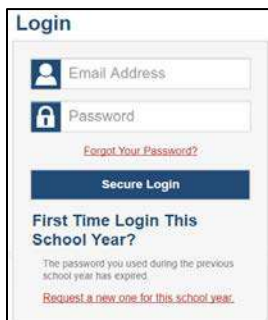 Login
Email Address
Password
Forgot Your Password?
Secure Login
First Time Login This
School Year?
The password you used during the previous
school year has expired.
Request a new one for this school year.